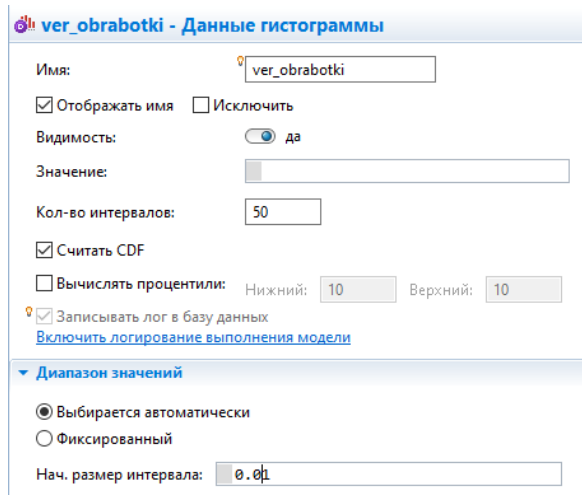 ver_obrabotki - Данные гистограммы
Имя: ver_obrabotki
Отображать имя Исключить
Видимость: да
Значение:
Кол-во интервалов: 50
Считать CDF
Вычислять процентили: Нижний: 10 Верхний: 10
Записывать лог в базу данных
Включить логирование выполнения модели
Диапазон значений
Выбирается автоматически
Фиксированный
Нач. размер интервала: 0.01